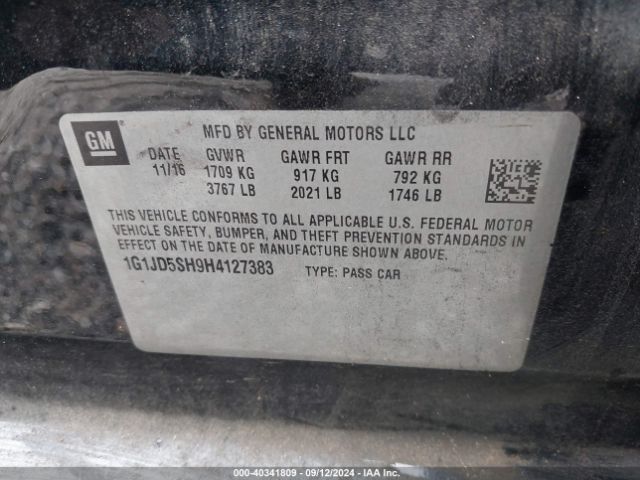 GM
MFD BY GENERAL MOTORS LLC
DATE GVWR GAWR FRT GAWR RR
11/16 1709 KG 917 KG 792 KG
3767 LB 2021 LB 1746 LB
THIS VEHICLE CONFORMS TO ALL APPLICABLE U.S. FEDERAL MOTOR
VEHICLE SAFETY, BUMPER, AND THEFT PREVENTION STANDARDS IN
EFFECT ON THE DATE OF MANUFACTURE SHOWN ABOVE.
1G1JD5SH9H4127383 TYPE: PASS CAR
000-40341809 - 09/12/2024 - IAA Inc.